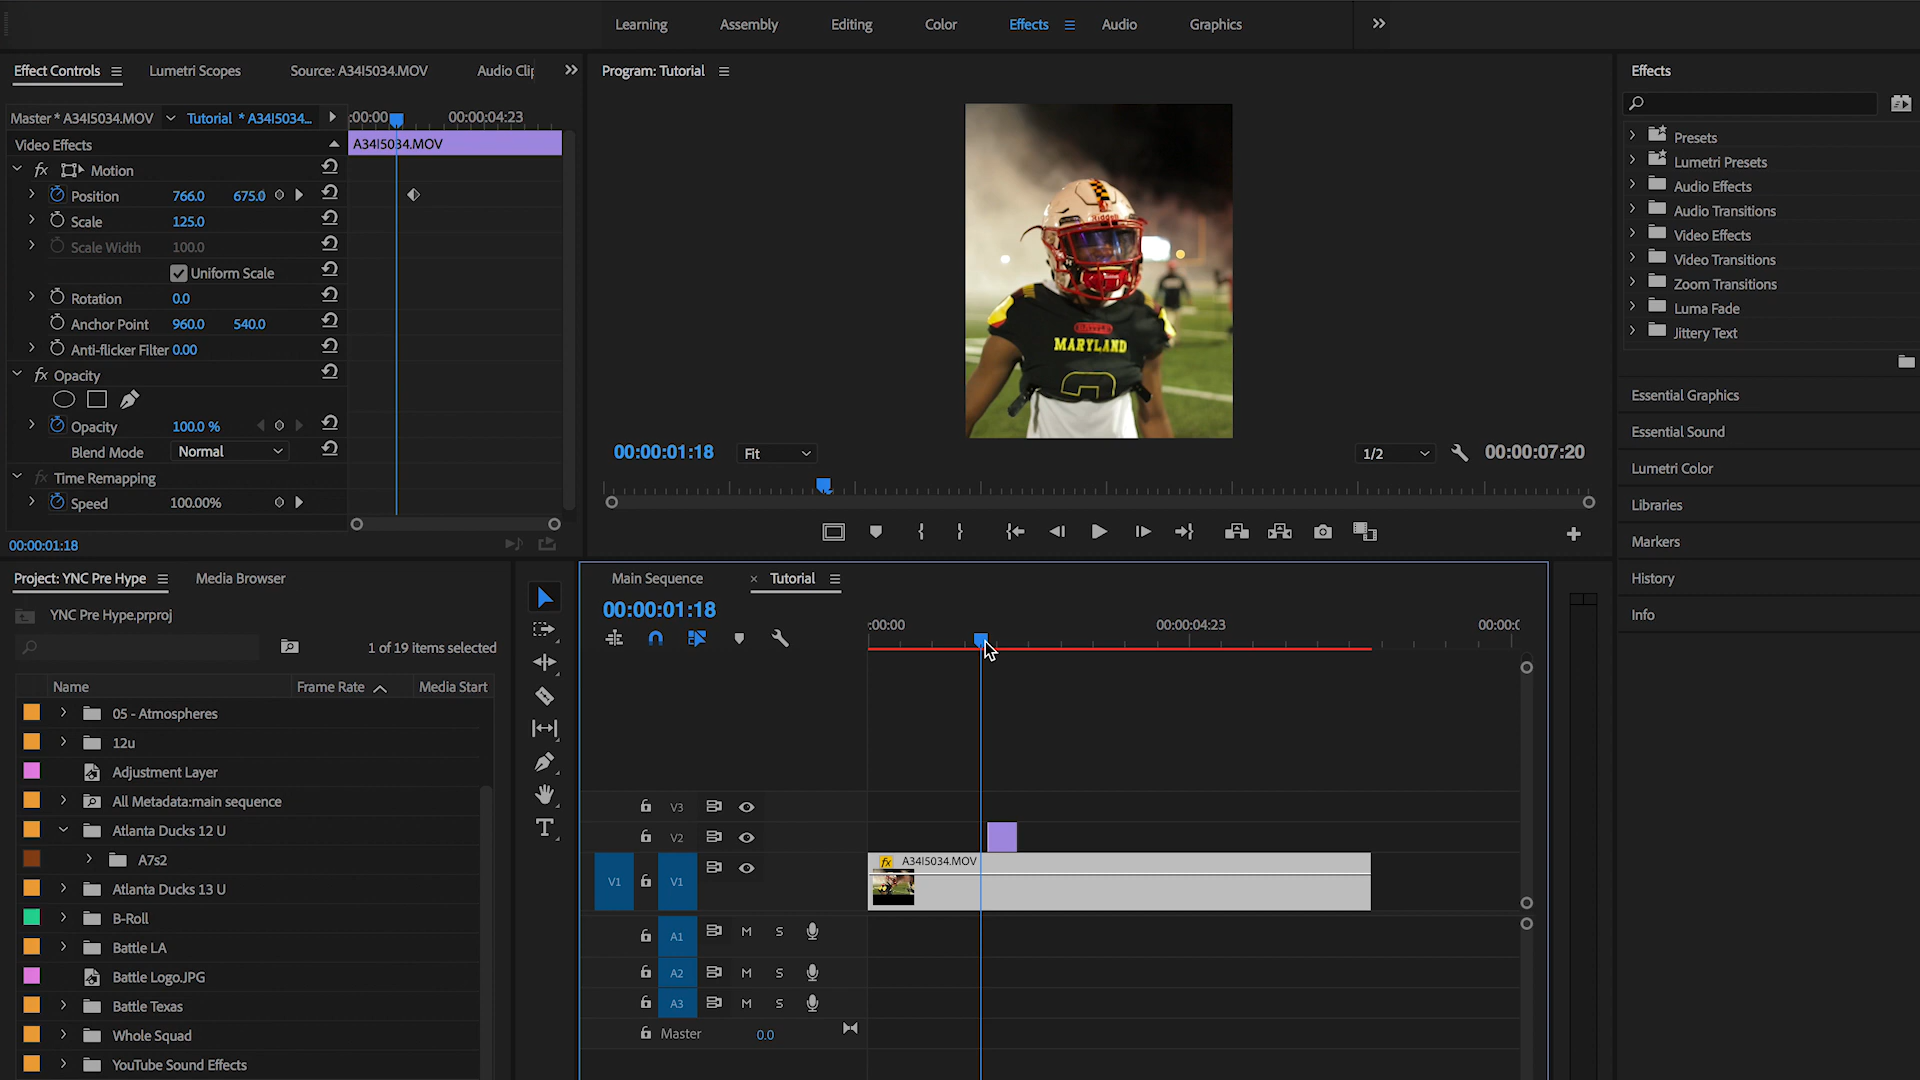 Learning Assembly Editing Color Effects Audio Graphics
Effect Controls Lumetri Scopes Source: A34I5034.MOV Audio Clip
Master * A34I5034.MOV Tutorial * A34I5034... :00:00 00:00:04:23
Video Effects A34I5034.MOV
fx Motion
Position 766.0 675.0
Scale 125.0
Scale Width 100.0
Uniform Scale
Rotation 0.0
Anchor Point 960.0 540.0
Anti-flicker Filter 0.00
fx Opacity
Opacity 100.0 %
Blend Mode Normal
fx Time Remapping
Speed 100.00%
00:00:01:18
Program: Tutorial
Riddell
BATTLE
MARYLAND
00:00:01:18 Fit 1/2 00:00:07:20
Effects
Presets
Lumetri Presets
Audio Effects
Audio Transitions
Video Effects
Video Transitions
Zoom Transitions
Luma Fade
Jittery Text
Essential Graphics
Essential Sound
Lumetri Color
Libraries
Markers
History
Info
Project: YNC Pre Hype Media Browser
YNC Pre Hype.prproj
1 of 19 items selected
Name Frame Rate Media Start
05 - Atmospheres
12u
Adjustment Layer
All Metadata:main sequence
Atlanta Ducks 12 U
A7s2
Atlanta Ducks 13 U
B-Roll
Battle LA
Battle Logo.JPG
Battle Texas
Whole Squad
YouTube Sound Effects
T
Main Sequence × Tutorial
00:00:01:18
:00:00 00:00:04:23 00:00:0
V3
V2
V1 V1 fx A34I5034.MOV
A1 M S
A2 M S
A3 M S
Master 0.0